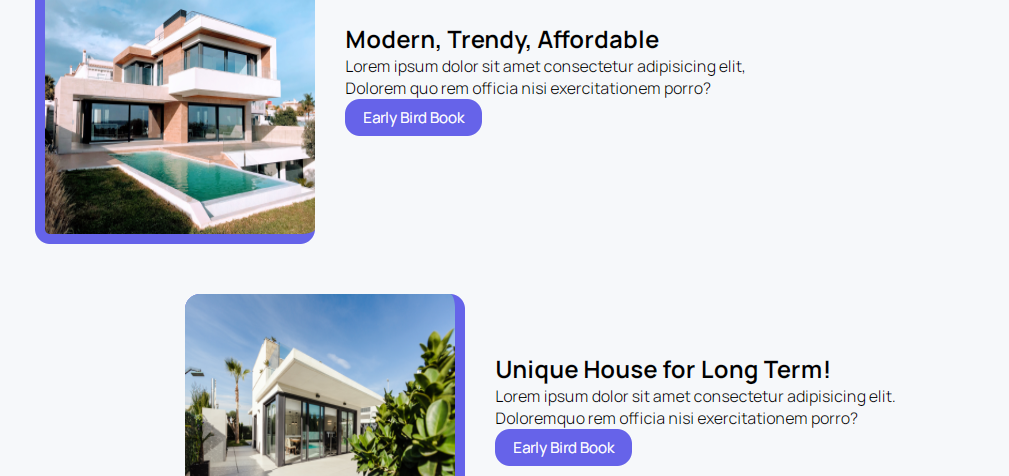 Modern, Trendy, Affordable
Lorem ipsum dolor sit amet consectetur adipisicing elit,
Dolorem quo rem officia nisi exercitationem porro?
Early Bird Book
Unique House for Long Term!
Lorem ipsum dolor sit amet consectetur adipisicing elit.
Doloremquo rem officia nisi exercitationem porro?
Early Bird Book